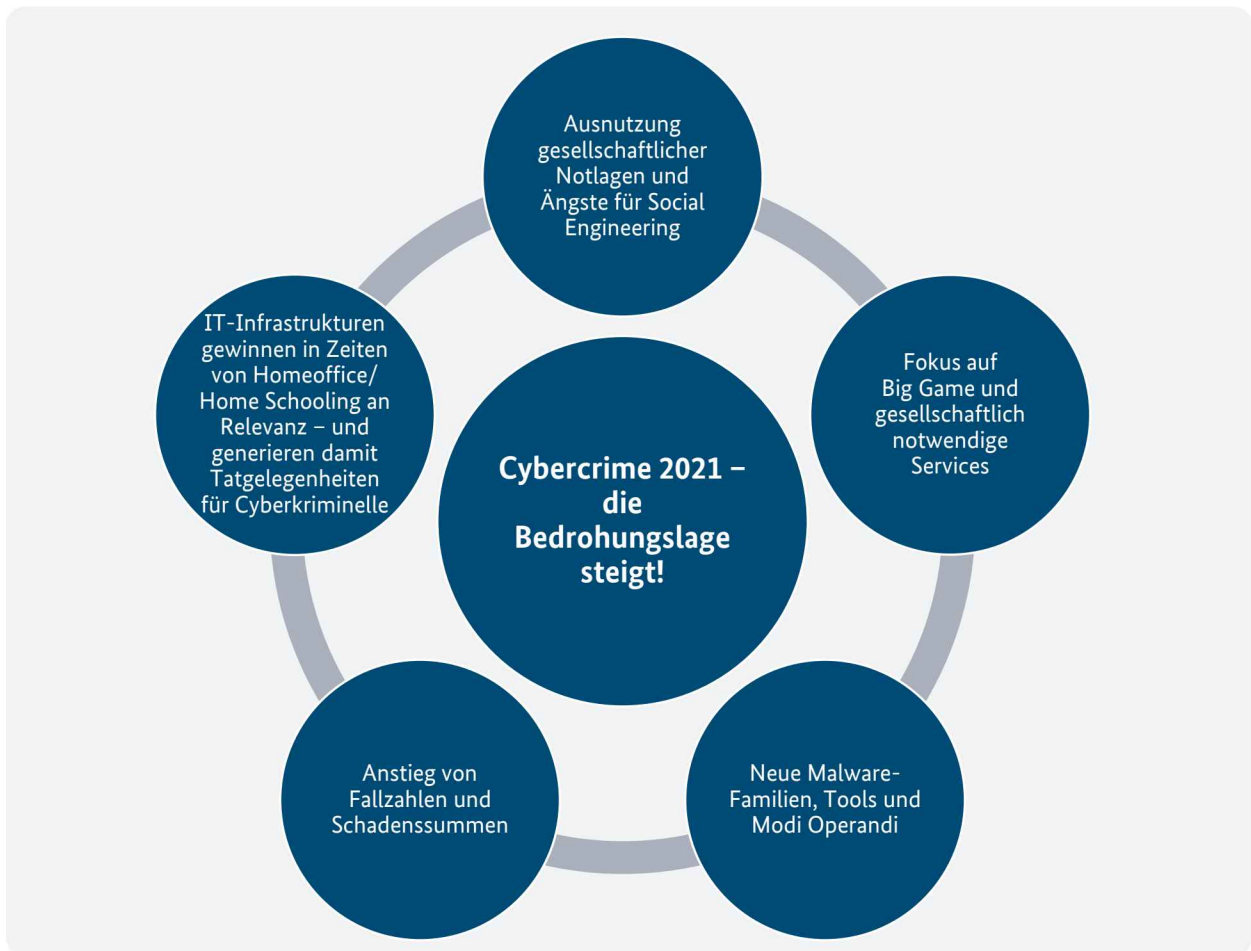 Ausnutzung
gesellschaftlicher
Notlagen und
Ängste für Social
Engineering
IT-Infrastrukturen
gewinnen in Zeiten
von Homeoffice/
Home Schooling an
Relevanz – und
generieren damit
Tatgelegenheiten
für Cyberkriminelle
Fokus auf
Big Game und
gesellschaftlich
notwendige
Services
Cybercrime 2021 –
die
Bedrohungslage
steigt!
Anstieg von
Fallzahlen und
Schadenssummen
Neue Malware-
Familien, Tools und
Modi Operandi